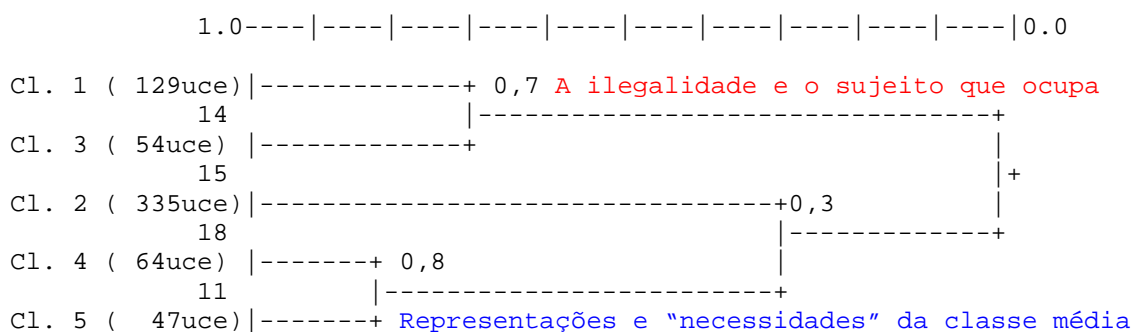 1.0----|----|----|----|----|----|----|----|----|----|0.0
Cl. 1 ( 129uce)|-------------+ 0,7 A ilegalidade e o sujeito que ocupa
14 |---------------------------------+
Cl. 3 ( 54uce) |-------------+ |
15 |+
Cl. 2 ( 335uce)|---------------------------------+0,3 |
18 |-------------+
Cl. 4 ( 64uce) |-------+ 0,8 |
11 |-------------------------+
Cl. 5 ( 47uce)|-------+ Representações e “necessidades” da classe média